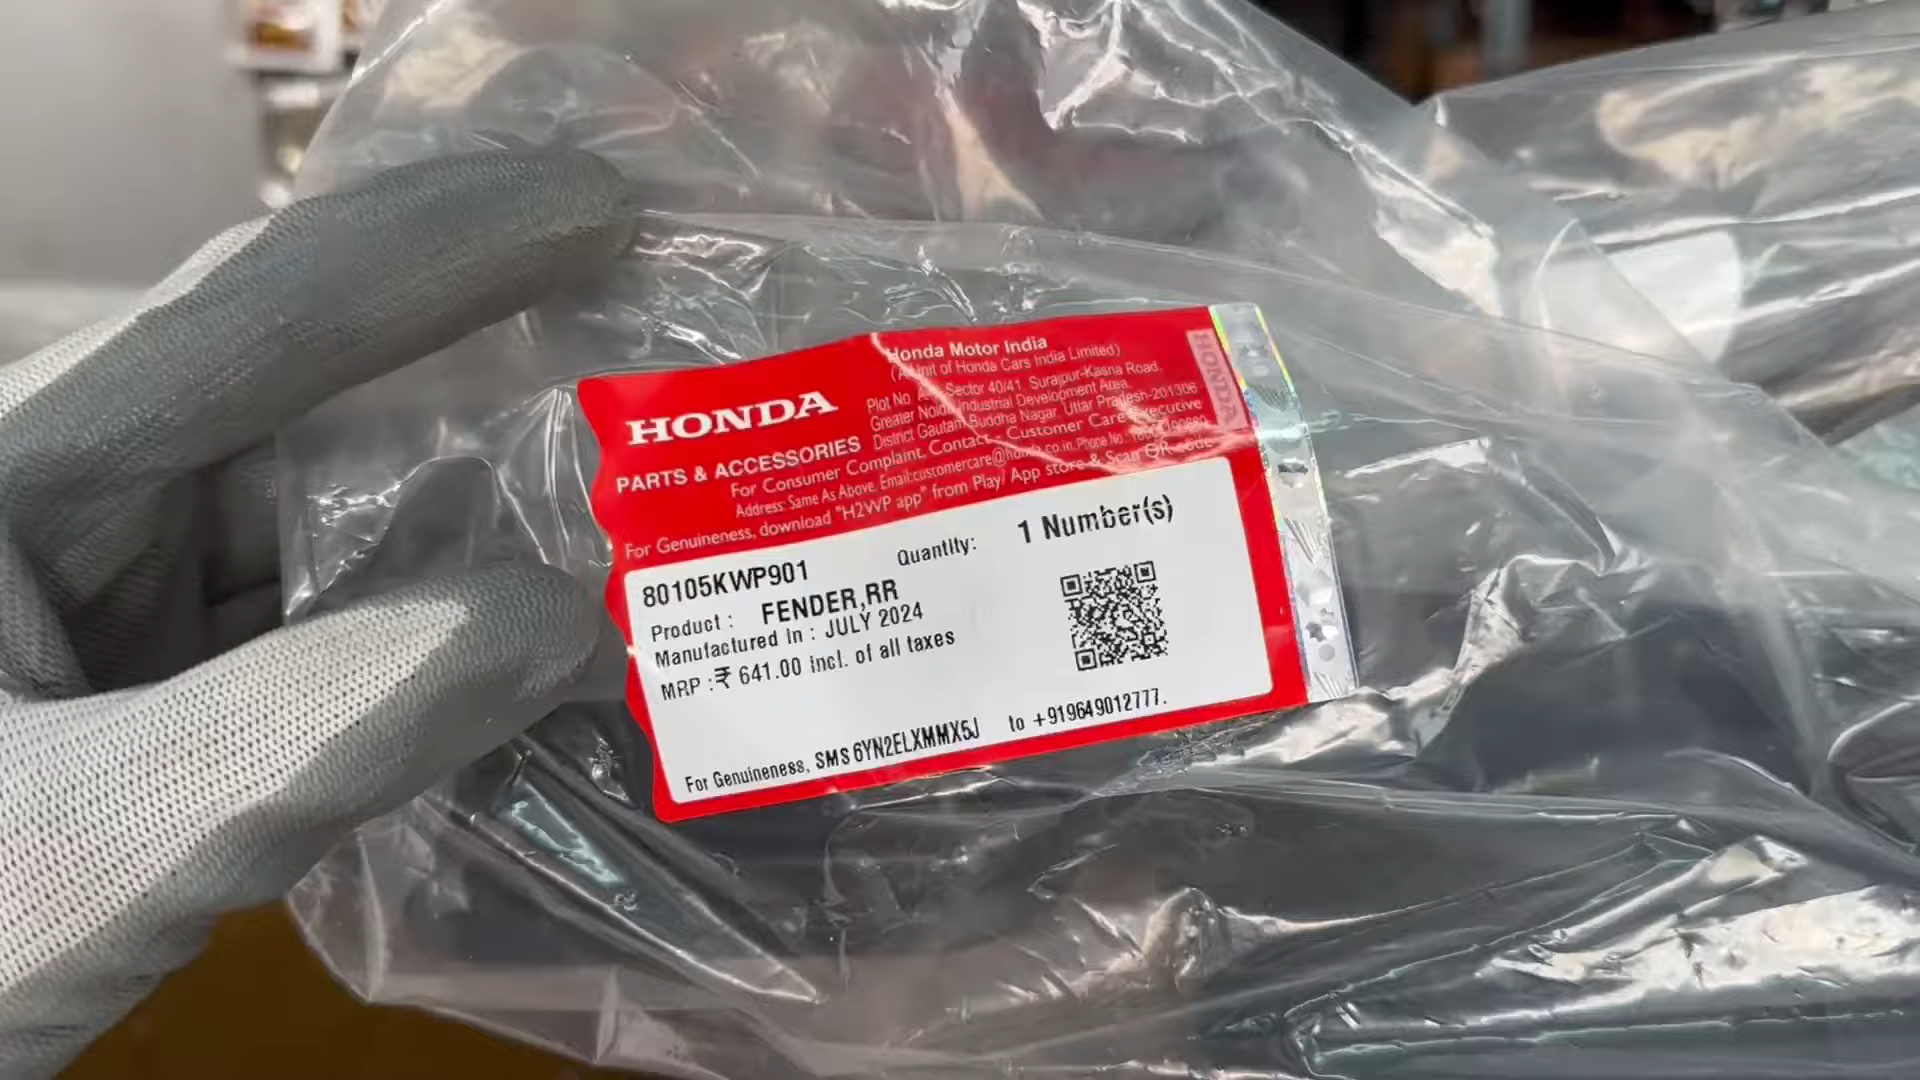 Honda Motor India
(A Unit of Honda Cars India Limited)
Plot No. Sector 40/41, Surajpur-Kasna Road,
Greater Noida Industrial Development Area,
District Gautam Buddha Nagar, Uttar Pradesh-201306
HONDA
PARTS & ACCESSORIES
For Consumer Complaint, Contact- Customer Care Executive
Address: Same As Above, Email:customercare@ co.in, Phone No.
For Genuineness, download "H2WP app" from Play/ App store & Scan QR code
HONDA
80105KWP901
Quantity: 1 Number(s)
Product : FENDER,RR
Manufactured In : JULY 2024
MRP :₹ 641.00 incl. of all taxes
For Genuineness, SMS 6YN2ELXMMX5J to +919649012777.